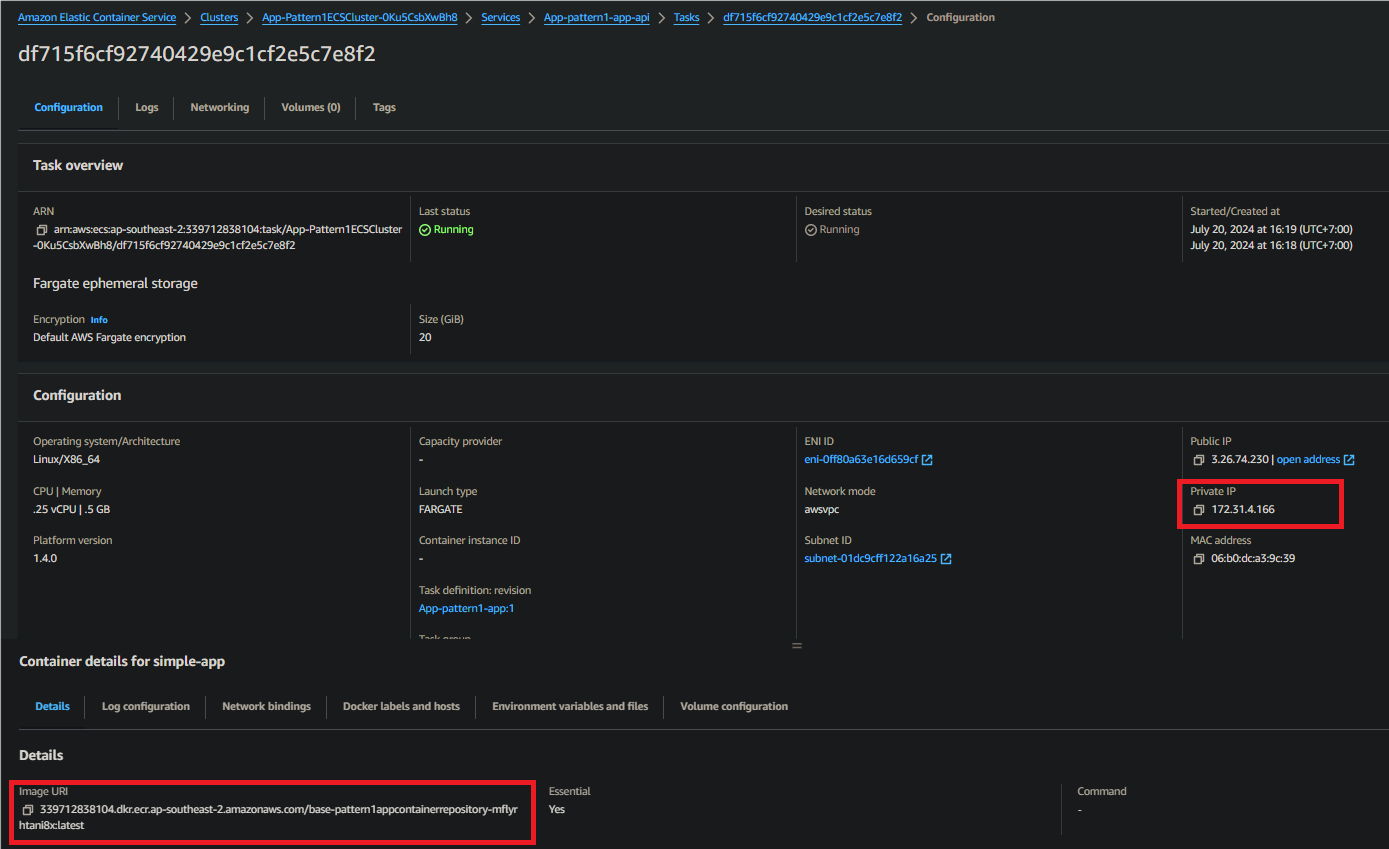 Amazon Elastic Container Service > Clusters > App-Pattern1ECSCluster-0Ku5CsbXwBh8 > Services > App-pattern1-app-api > Tasks > df715f6cf92740429e9c1cf2e5c7e8f2 > Configuration
df715f6cf92740429e9c1cf2e5c7e8f2
Configuration Logs Networking Volumes (0) Tags
Task overview
ARN
arn:aws:ecs:ap-southeast-2:339712838104:task/App-Pattern1ECSCluster
-0Ku5CsbXwBh8/df715f6cf92740429e9c1cf2e5c7e8f2
Last status
Running
Desired status
Running
Started/Created at
July 20, 2024 at 16:19 (UTC+7:00)
July 20, 2024 at 16:18 (UTC+7:00)
Fargate ephemeral storage
Encryption Info
Default AWS Fargate encryption
Size (GiB)
20
Configuration
Operating system/Architecture
Linux/X86_64
CPU | Memory
.25 vCPU | .5 GB
Platform version
1.4.0
Capacity provider
-
Launch type
FARGATE
Container instance ID
-
Task definition: revision
App-pattern1-app:1
Task group
ENI ID
eni-0ff80a63e16d659cf
Network mode
awsvpc
Subnet ID
subnet-01dc9cff122a16a25
Public IP
3.26.74.230 | open address
Private IP
172.31.4.166
MAC address
06:b0:dc:a3:9c:39
Container details for simple-app
Details Log configuration Network bindings Docker labels and hosts Environment variables and files Volume configuration
Details
Image URI
339712838104.dkr.ecr.ap-southeast-2.amazonaws.com/base-pattern1appcontainerrepository-mflyr
htani8x:latest
Essential
Yes
Command
-